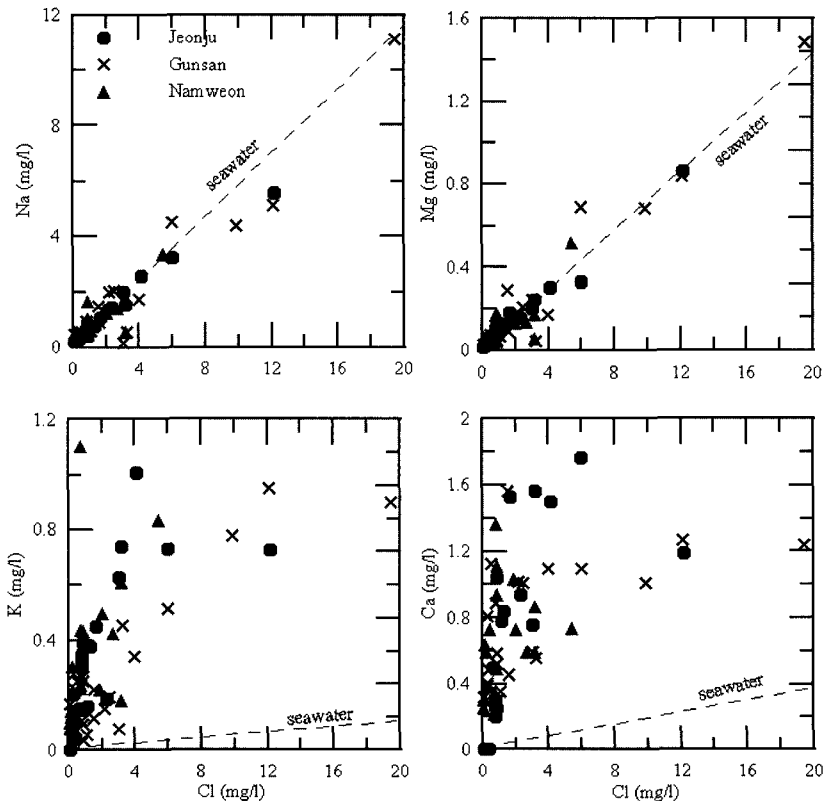 12
8
4
0
Na (mg/l)
Jeonju
Gunsan
Namweon
seawater
0 4 8 12 16 20
1.6
1.2
0.8
0.4
0
Mg (mg/l)
seawater
0 4 8 12 16 20
1.2
0.8
0.4
0
K (mg/l)
seawater
0 4 8 12 16 20
Cl (mg/l)
2
1.6
1.2
0.8
0.4
0
Ca (mg/l)
seawater
0 4 8 12 16 20
Cl (mg/l)